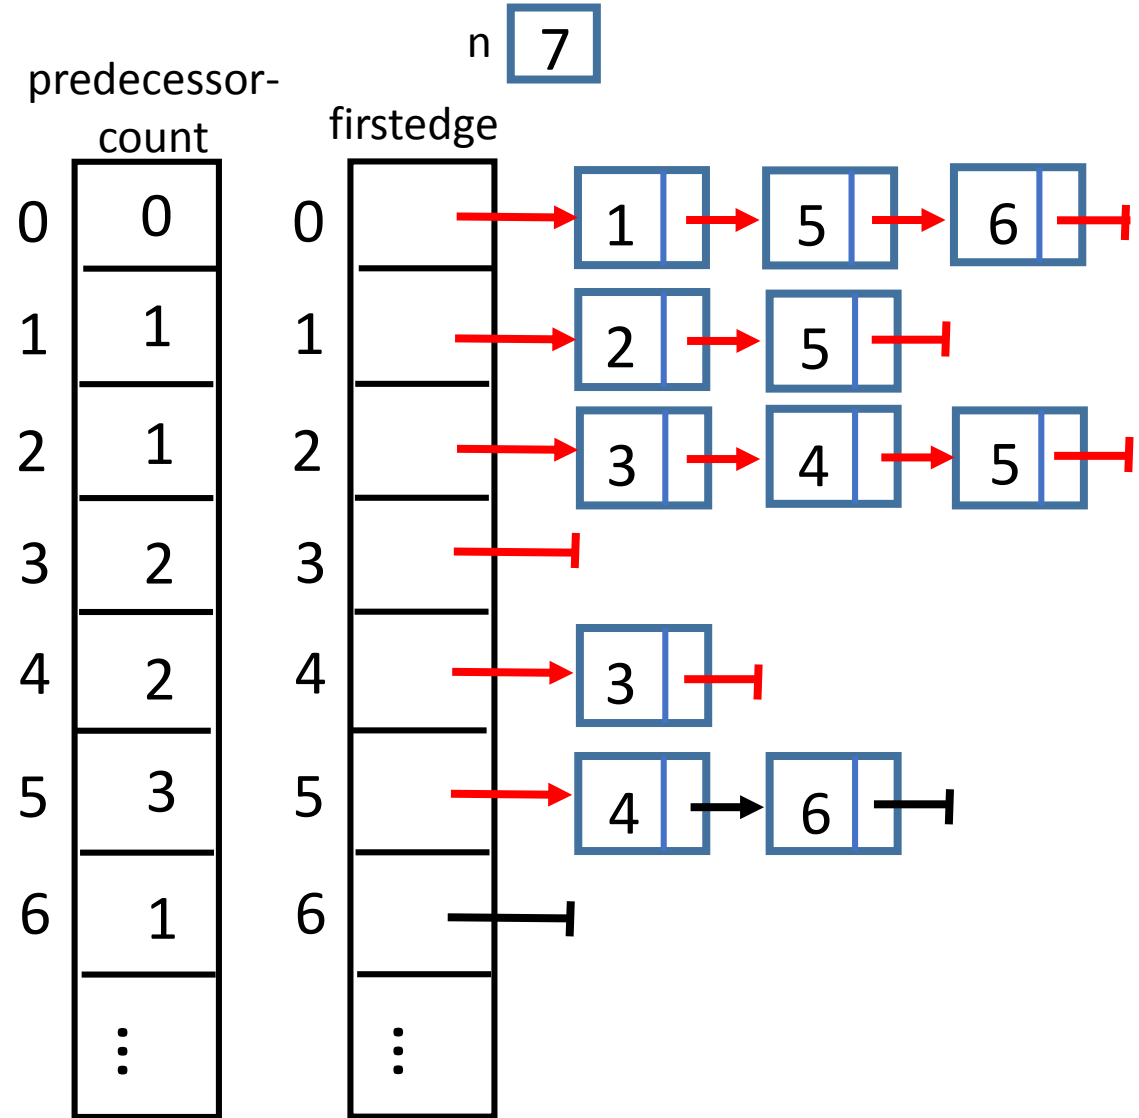 n 7
predecessor-
count
firstedge
0 0 0 1 5 6
1 1 1 2 5
2 1 2 3 4 5
3 2 3
4 2 4 3
5 3 5 4 6
6 1 6
⋮ ⋮